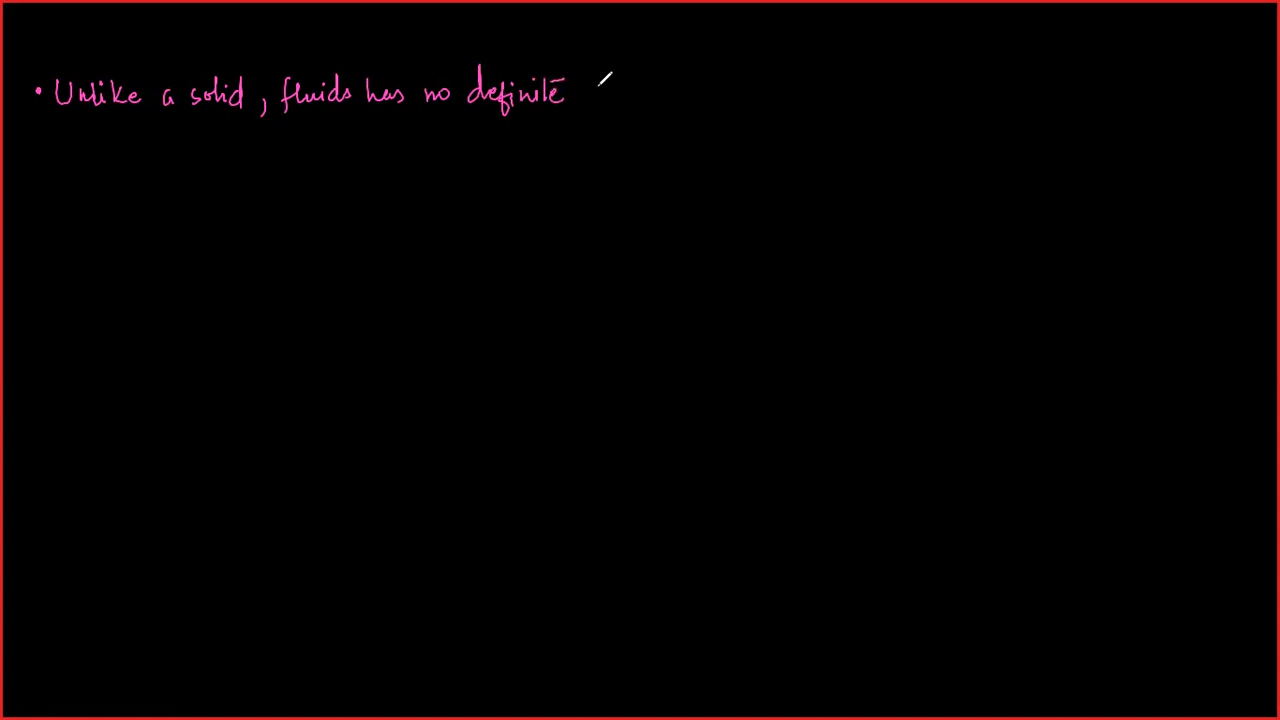 • Unlike a solid, fluids has no definite